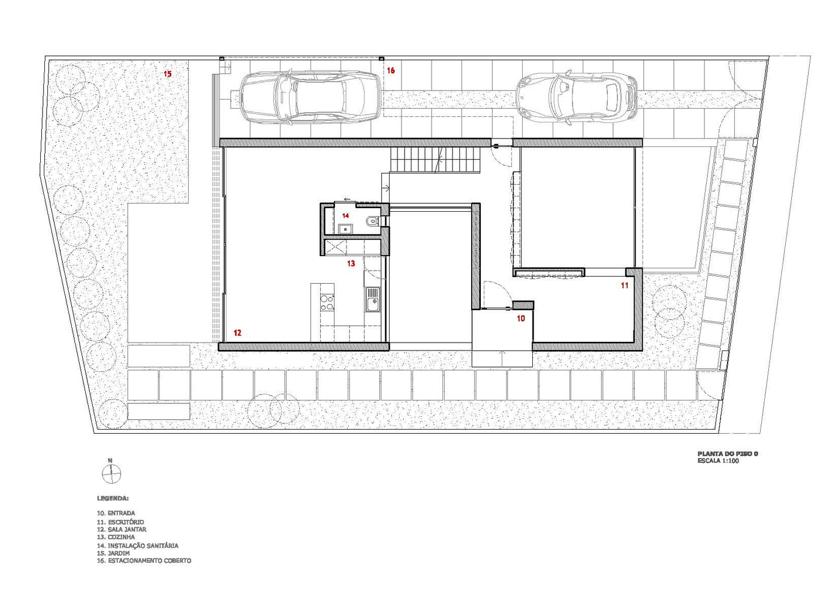 15
16
14
13
11
10
12
PLANTA DO PISO 0
ESCALA 1:100
N
LEGENDA:
10. ENTRADA
11. ESCRITÓRIO
12. SALA JANTAR
13. COZINHA
14. INSTALAÇÃO SANITÁRIA
15. JARDIM
16. ESTACIONAMENTO COBERTO